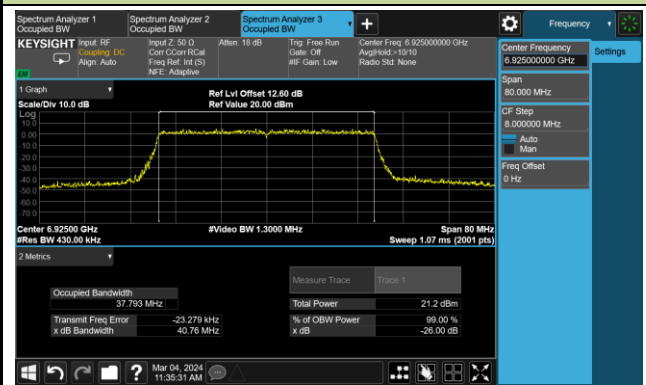 Spectrum Analyzer 1
Occupied BW
Spectrum Analyzer 2
Occupied BW
Spectrum Analyzer 3
Occupied BW
+
Frequency
KEYSIGHT
Input: RF
Coupling: DC
Align: Auto
Input Z: 50 Ω
Corr CCorr RCal
Freq Ref: Int (S)
NFE: Adaptive
Atten: 18 dB
Trig: Free Run
Gate: Off
#IF Gain: Low
Center Freq: 6.925000000 GHz
Avg|Hold:>10/10
Radio Std: None
Center Frequency
6.925000000 GHz
Settings
Span
80.000 MHz
CF Step
8.000000 MHz
Auto
Man
Freq Offset
0 Hz
1 Graph
Scale/Div 10.0 dB
Ref Lvl Offset 12.60 dB
Ref Value 20.00 dBm
Log
10.0
0.00
-10.0
-20.0
-30.0
-40.0
-50.0
-60.0
-70.0
Center 6.92500 GHz
#Res BW 430.00 kHz
#Video BW 1.3000 MHz
Span 80 MHz
Sweep 1.07 ms (2001 pts)
2 Metrics
Measure Trace
Trace 1
Occupied Bandwidth
37.793 MHz
Total Power
21.2 dBm
Transmit Freq Error
-23.279 kHz
% of OBW Power
99.00 %
x dB Bandwidth
40.76 MHz
x dB
-26.00 dB
?
Mar 04, 2024
11:35:31 AM